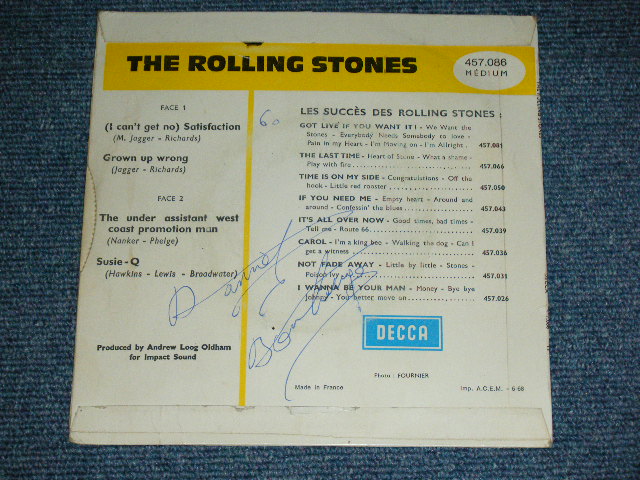 THE ROLLING STONES
457.086
MÉDIUM
FACE 1
(I can't get no) Satisfaction
(M. Jagger - Richards)
Grown up wrong
(Jagger - Richards)
FACE 2
The under assistant west
coast promotion man
(Nanker - Phelge)
Susie-Q
(Hawkins - Lewis - Broadwater)
Produced by Andrew Loog Oldham
for Impact Sound
60
LES SUCCÈS DES ROLLING STONES :
GOT LIVE IF YOU WANT IT! - We Want the
Stones - Everybody Needs Somebody to love -
Pain in my Heart - I'm Moving on - I'm Allright . 457.081
THE LAST TIME - Heart of Stone - What a shame -
Play with fire 457.066
TIME IS ON MY SIDE - Congratulations - Off the
hook - Little red rooster 457.050
IF YOU NEED ME - Empty heart - Around and
around - Confessin' the blues 457.043
IT'S ALL OVER NOW - Good times, bad times -
Tell me - Route 66 457.039
CAROL - I'm a king bee - Walking the dog - Can I
get a witness 457.036
NOT FADE AWAY - Little by little - Stones -
Poison ivy 457.031
I WANNA BE YOUR MAN - Money - Bye bye
Johnny - You better move on 457.026
DECCA
Photo : FOURNIER
Made in France
Imp. A.C.E.M. - 6-68